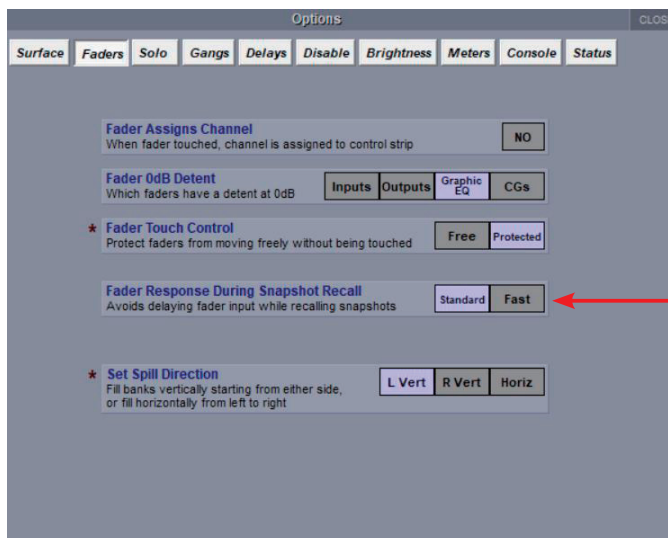 Options
CLOS
Surface Faders Solo Gangs Delays Disable Brightness Meters Console Status
Fader Assigns Channel
When fader touched, channel is assigned to control strip
NO
Fader 0dB Detent
Which faders have a detent at 0dB
Inputs Outputs Graphic EQ CGs
* Fader Touch Control
Protect faders from moving freely without being touched
Free Protected
Fader Response During Snapshot Recall
Avoids delaying fader input while recalling snapshots
Standard Fast
* Set Spill Direction
Fill banks vertically starting from either side,
or fill horizontally from left to right
L Vert R Vert Horiz